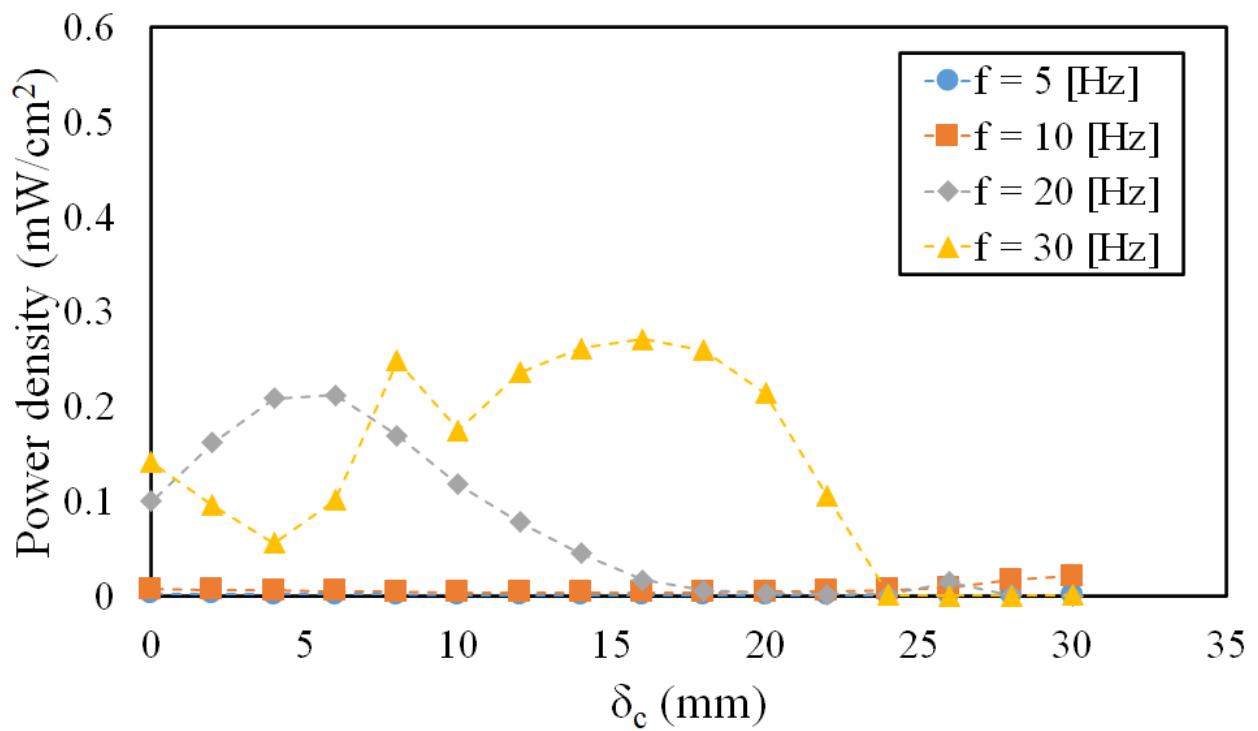 0.6
0.5
0.4
0.3
0.2
0.1
0
Power density (mW/cm²)
f = 5 [Hz]
f = 10 [Hz]
f = 20 [Hz]
f = 30 [Hz]
0 5 10 15 20 25 30 35
δc (mm)